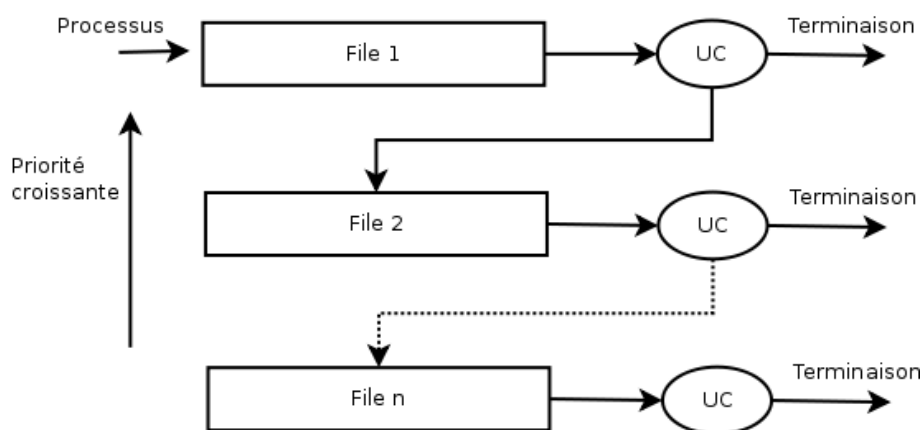 Processus
File 1
UC
Terminaison
Priorité
croissante
File 2
UC
Terminaison
File n
UC
Terminaison